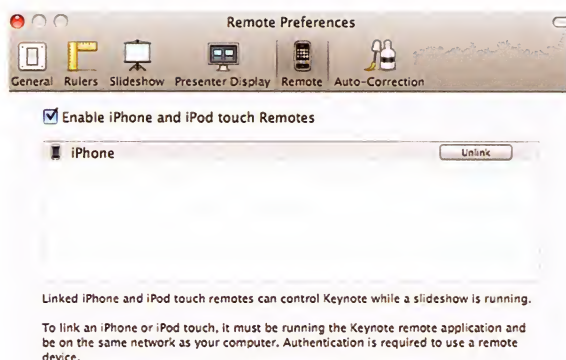 Remote Preferences
General Rulers Slideshow Presenter Display Remote Auto-Correction
Enable iPhone and iPod touch Remotes
iPhone Unlink
Linked iPhone and iPod touch remotes can control Keynote while a slideshow is running.
To link an iPhone or iPod touch, it must be running the Keynote remote application and
be on the same network as your computer. Authentication is required to use a remote
device.